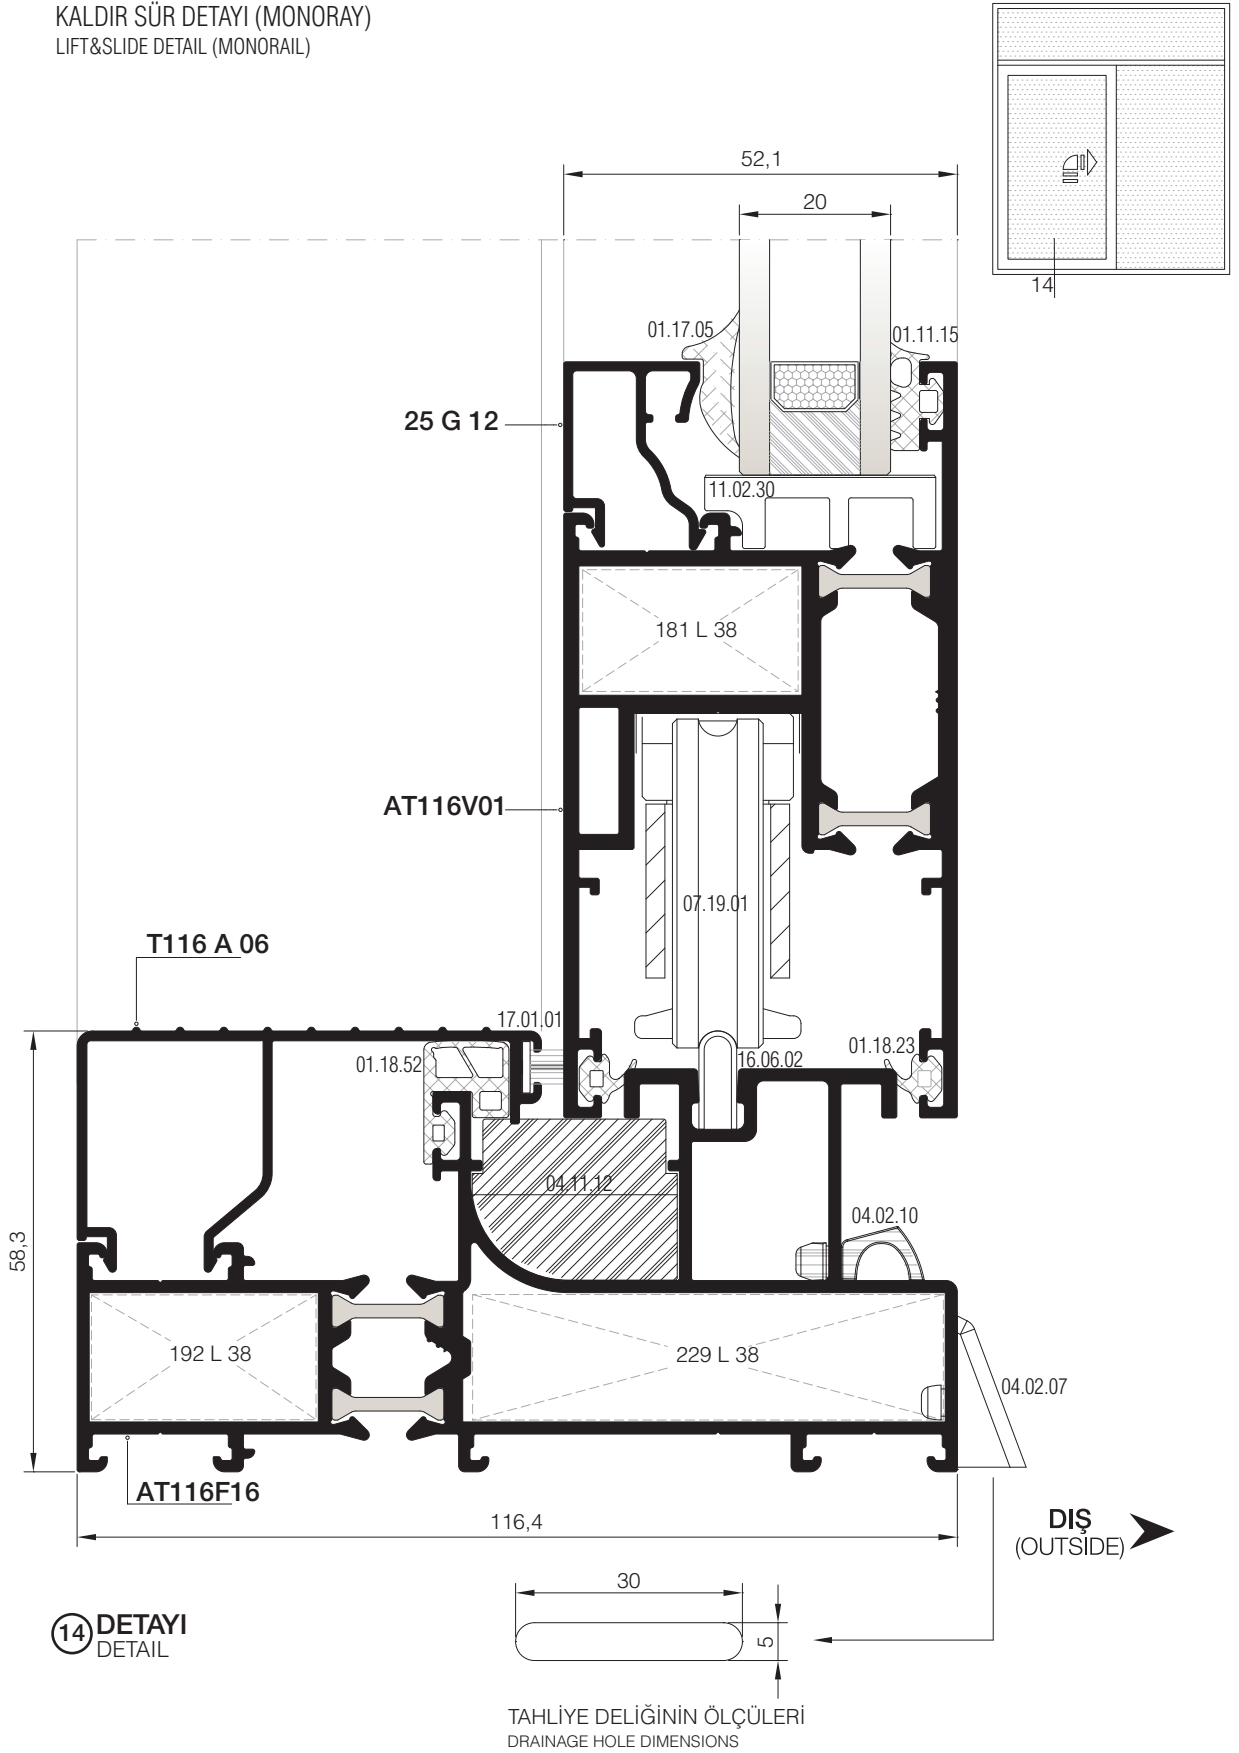 KALDIR SÜR DETAYI (MONORAY)
LIFT&SLIDE DETAIL (MONORAIL)
14
52,1
20
01.17.05
01.11.15
25 G 12
11.02.30
181 L 38
AT116V01
07.19.01
T116 A 06
17.01.01
01.18.52
16.06.02
01.18.23
04.11.12
04.02.10
58,3
192 L 38
229 L 38
04.02.07
AT116F16
116,4
DIŞ
(OUTSIDE)
30
5
14 DETAYI
DETAIL
TAHLİYE DELİĞİNİN ÖLÇÜLERİ
DRAINAGE HOLE DIMENSIONS